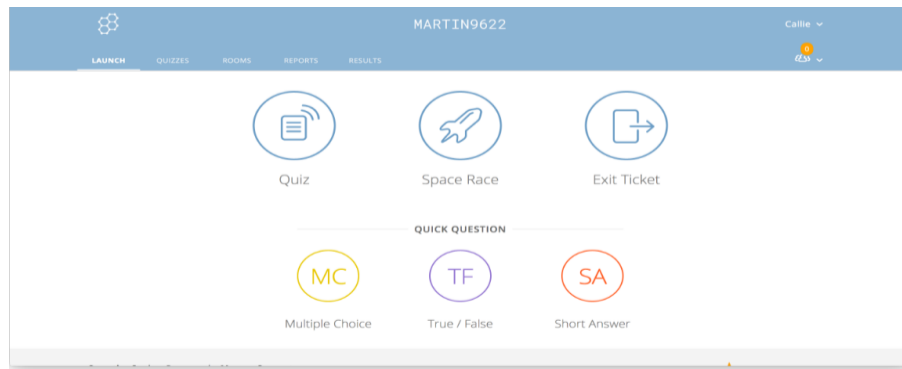 MARTIN9622
Callie
LAUNCH QUIZZES ROOMS REPORTS RESULTS
0
Quiz Space Race Exit Ticket
QUICK QUESTION
MC TF SA
Multiple Choice True / False Short Answer